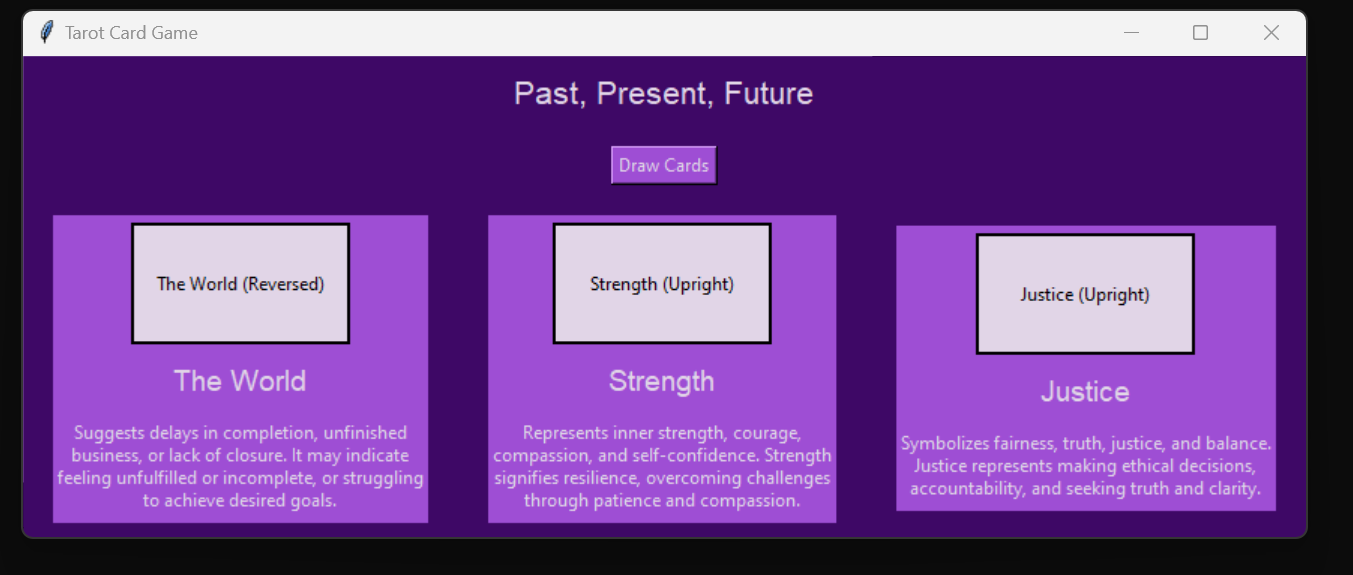 Tarot Card Game
Past, Present, Future
Draw Cards
The World (Reversed)
The World
Suggests delays in completion, unfinished
business, or lack of closure. It may indicate
feeling unfulfilled or incomplete, or struggling
to achieve desired goals.
Strength (Upright)
Strength
Represents inner strength, courage,
compassion, and self-confidence. Strength
signifies resilience, overcoming challenges
through patience and compassion.
Justice (Upright)
Justice
Symbolizes fairness, truth, justice, and balance.
Justice represents making ethical decisions,
accountability, and seeking truth and clarity.